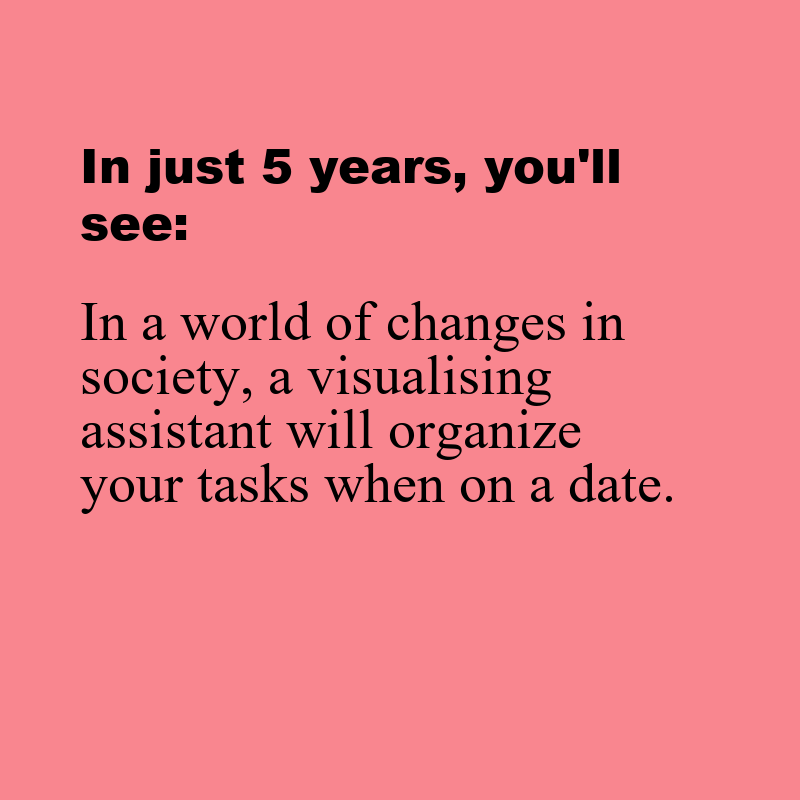 In just 5 years, you'll
see:
In a world of changes in
society, a visualising
assistant will organize
your tasks when on a date.